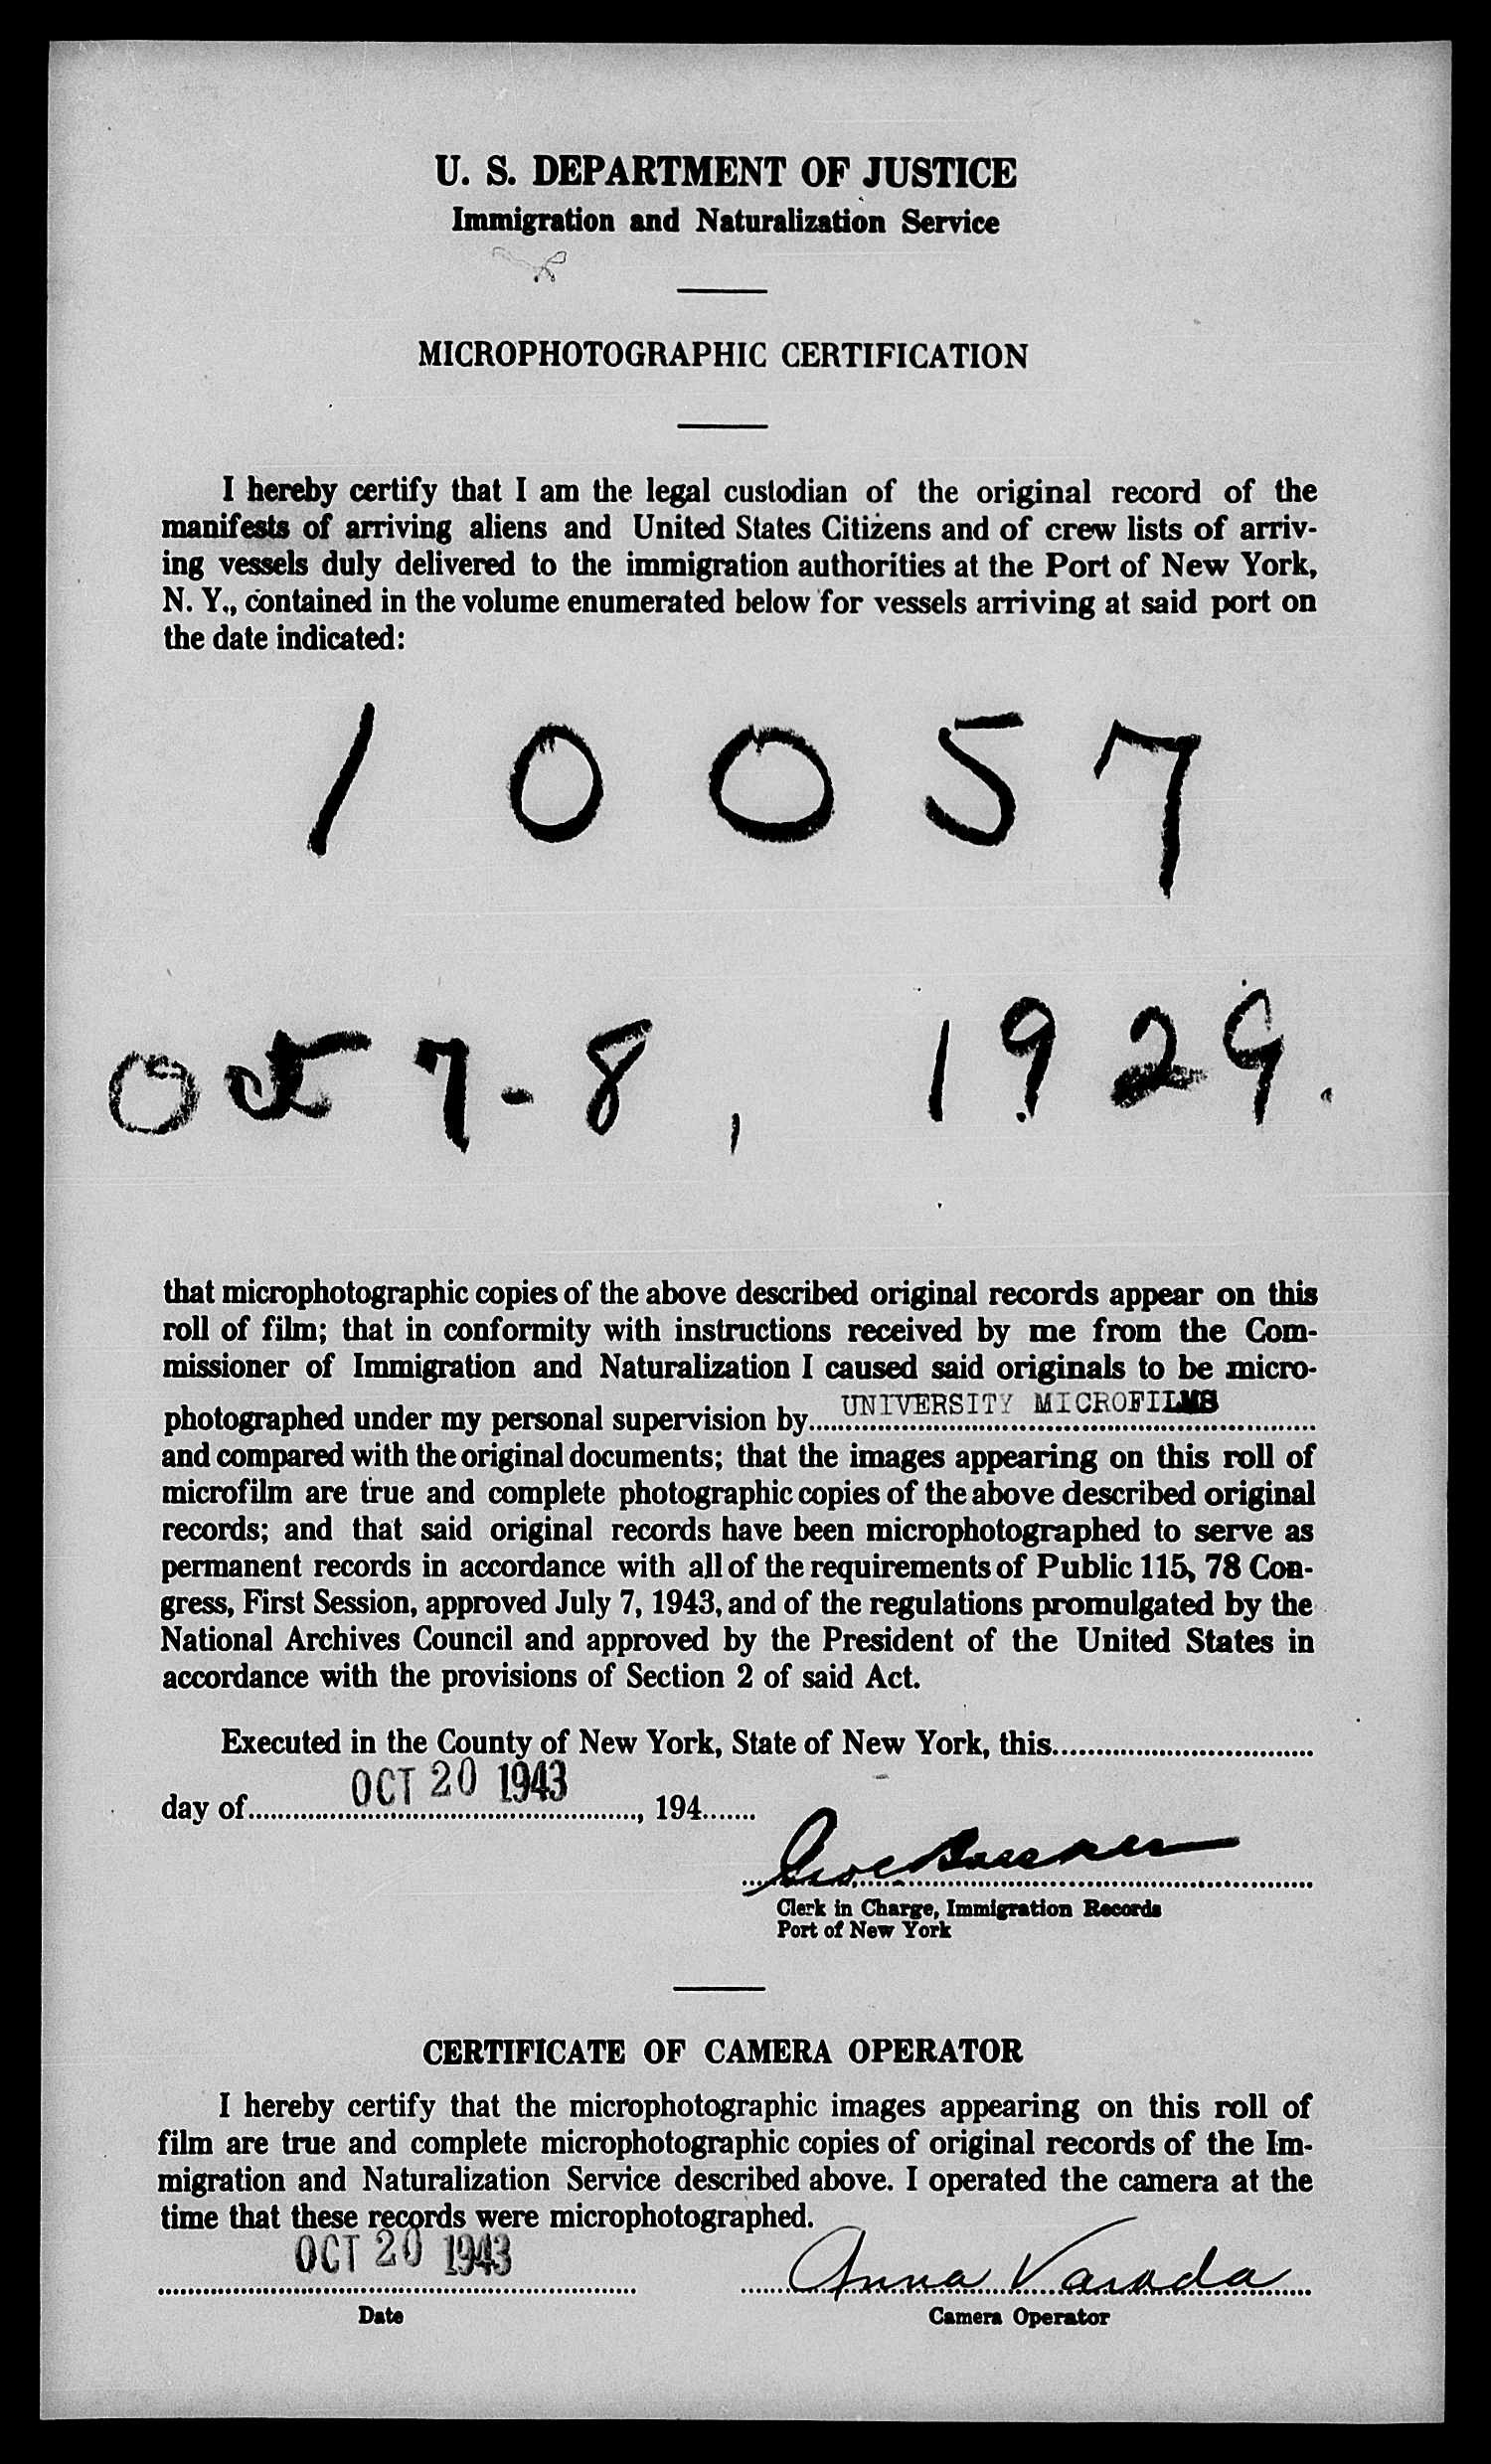 U. S. DEPARTMENT OF JUSTICE
Immigration and Naturalization Service
MICROPHOTOGRAPHIC CERTIFICATION
I hereby certify that I am the legal custodian of the original record of the
manifests of arriving aliens and United States Citizens and of crew lists of arriv-
ing vessels duly delivered to the immigration authorities at the Port of New York,
N. Y., contained in the volume enumerated below for vessels arriving at said port on
the date indicated:
10057
Oct 7-8, 1929.
that microphotographic copies of the above described original records appear on this
roll of film; that in conformity with instructions received by me from the Com-
missioner of Immigration and Naturalization I caused said originals to be micro-
photographed under my personal supervision by UNIVERSITY MICROFILMS
and compared with the original documents; that the images appearing on this roll of
microfilm are true and complete photographic copies of the above described original
records; and that said original records have been microphotographed to serve as
permanent records in accordance with all of the requirements of Public 115, 78 Con-
gress, First Session, approved July 7, 1943, and of the regulations promulgated by the
National Archives Council and approved by the President of the United States in
accordance with the provisions of Section 2 of said Act.
Executed in the County of New York, State of New York, this
day of OCT 20 1943, 194
Clerk in Charge, Immigration Records
Port of New York
CERTIFICATE OF CAMERA OPERATOR
I hereby certify that the microphotographic images appearing on this roll of
film are true and complete microphotographic copies of original records of the Im-
migration and Naturalization Service described above. I operated the camera at the
time that these records were microphotographed.
OCT 20 1943 Anna Varada
Date Camera Operator